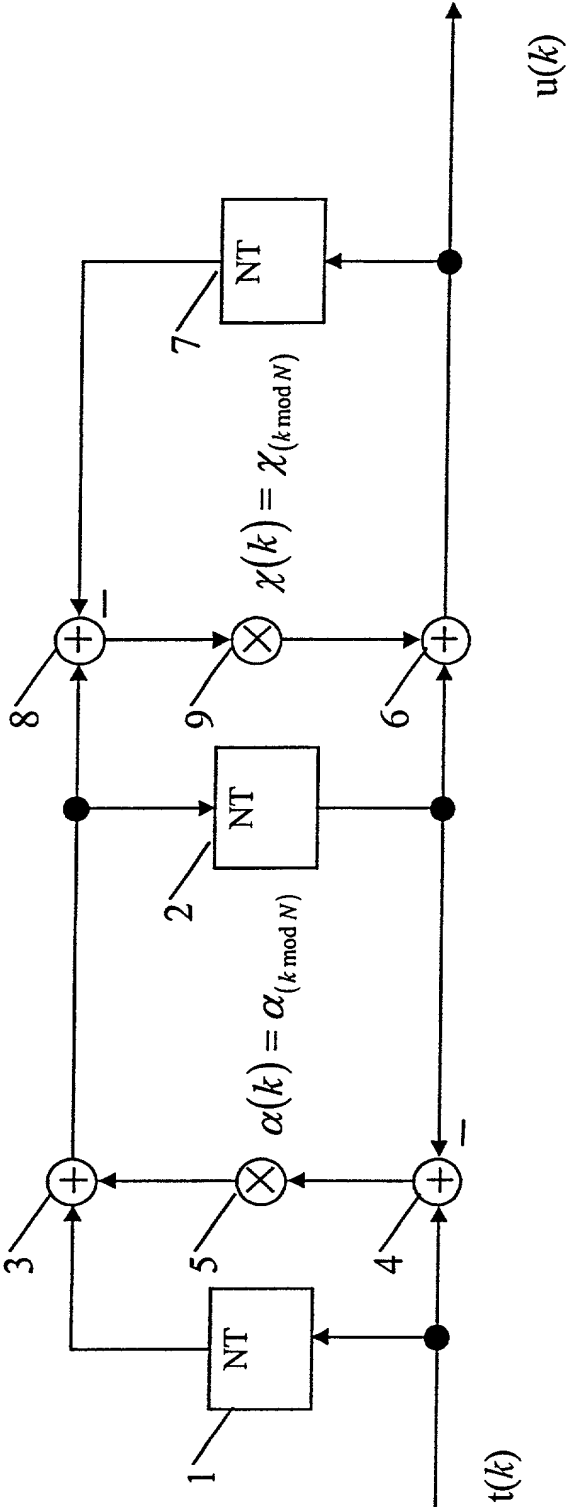 t(k)
1
NT
3
5
α(k) = α(k mod N)
4
2
NT
8
9
χ(k) = χ(k mod N)
6
7
NT
u(k)
+
×
+
−
+
−
×
+